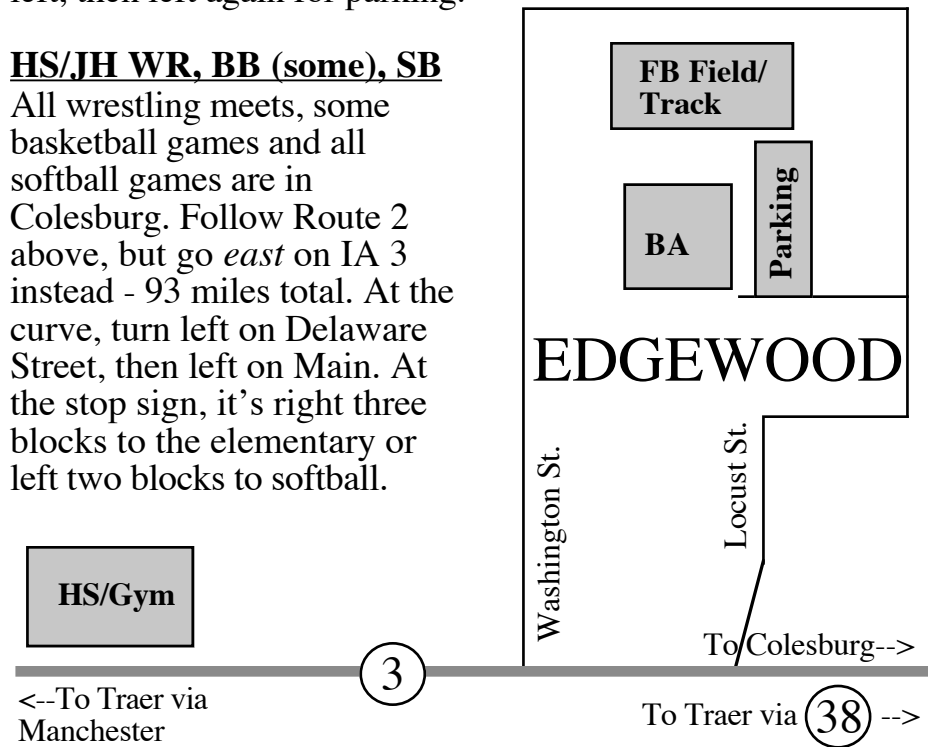 left, then left again for parking.
HS/JH WR, BB (some), SB
All wrestling meets, some
basketball games and all
softball games are in
Colesburg. Follow Route 2
above, but go east on IA 3
instead - 93 miles total. At the
curve, turn left on Delaware
Street, then left on Main. At
the stop sign, it's right three
blocks to the elementary or
left two blocks to softball.
FB Field/
Track
Parking
BA
EDGEWOOD
Washington St.
Locust St.
HS/Gym
To Colesburg-->
3
<--To Traer via
Manchester
To Traer via 38 -->